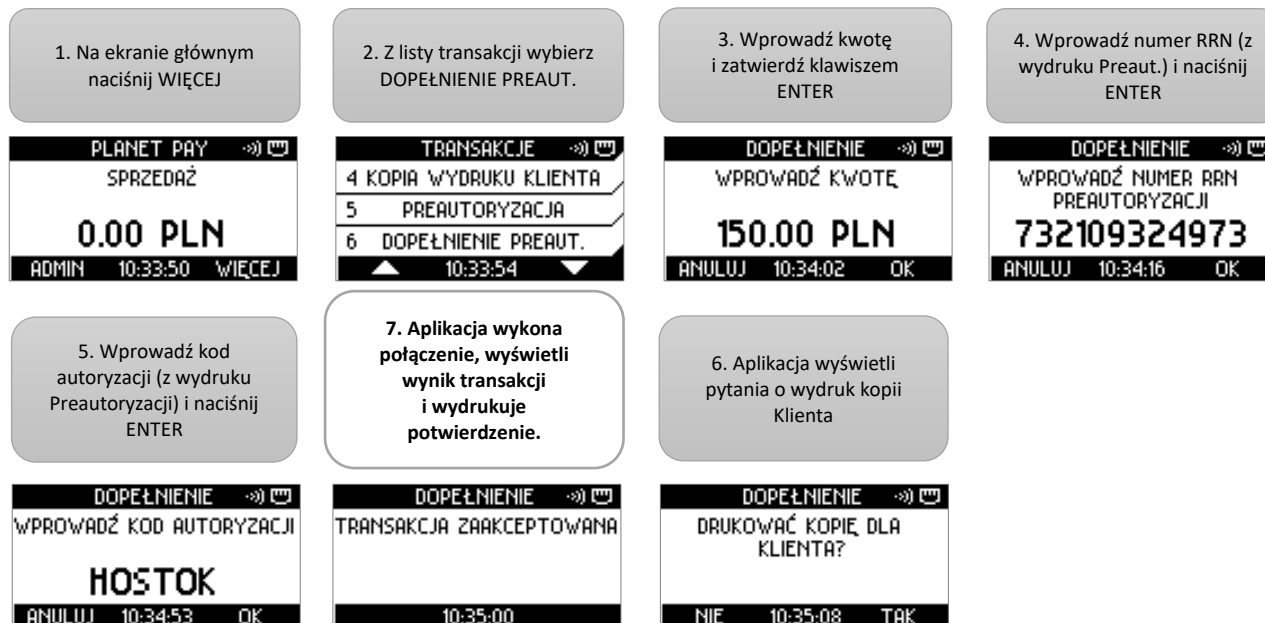 1. Na ekranie głównym
naciśnij WIĘCEJ
2. Z listy transakcji wybierz
DOPEŁNIENIE PREAUT.
3. Wprowadź kwotę
i zatwierdź klawiszem
ENTER
4. Wprowadź numer RRN (z
wydruku Preaut.) i naciśnij
ENTER
PLANET PAY
SPRZEDAŻ
0.00 PLN
ADMIN 10:33:50 WIĘCEJ
TRANSAKCJE
4 KOPIA WYDRUKU KLIENTA
5 PREAUTORYZACJA
6 DOPEŁNIENIE PREAUT.
10:33:54
DOPEŁNIENIE
WPROWADŹ KWOTĘ
150.00 PLN
ANULUJ 10:34:02 OK
DOPEŁNIENIE
WPROWADŹ NUMER RRN
PREAUTORYZACJI
732109324973
ANULUJ 10:34:16 OK
5. Wprowadź kod
autoryzacji (z wydruku
Preautoryzacji) i naciśnij
ENTER
7. Aplikacja wykona
połączenie, wyświetli
wynik transakcji
i wydrukuje
potwierdzenie.
6. Aplikacja wyświetli
pytania o wydruk kopii
Klienta
DOPEŁNIENIE
WPROWADŹ KOD AUTORYZACJI
HOSTOK
ANULUJ 10:34:53 OK
DOPEŁNIENIE
TRANSAKCJA ZAAKCEPTOWANA
10:35:00
DOPEŁNIENIE
DRUKOWAĆ KOPIĘ DLA
KLIENTA?
NIE 10:35:08 TAK